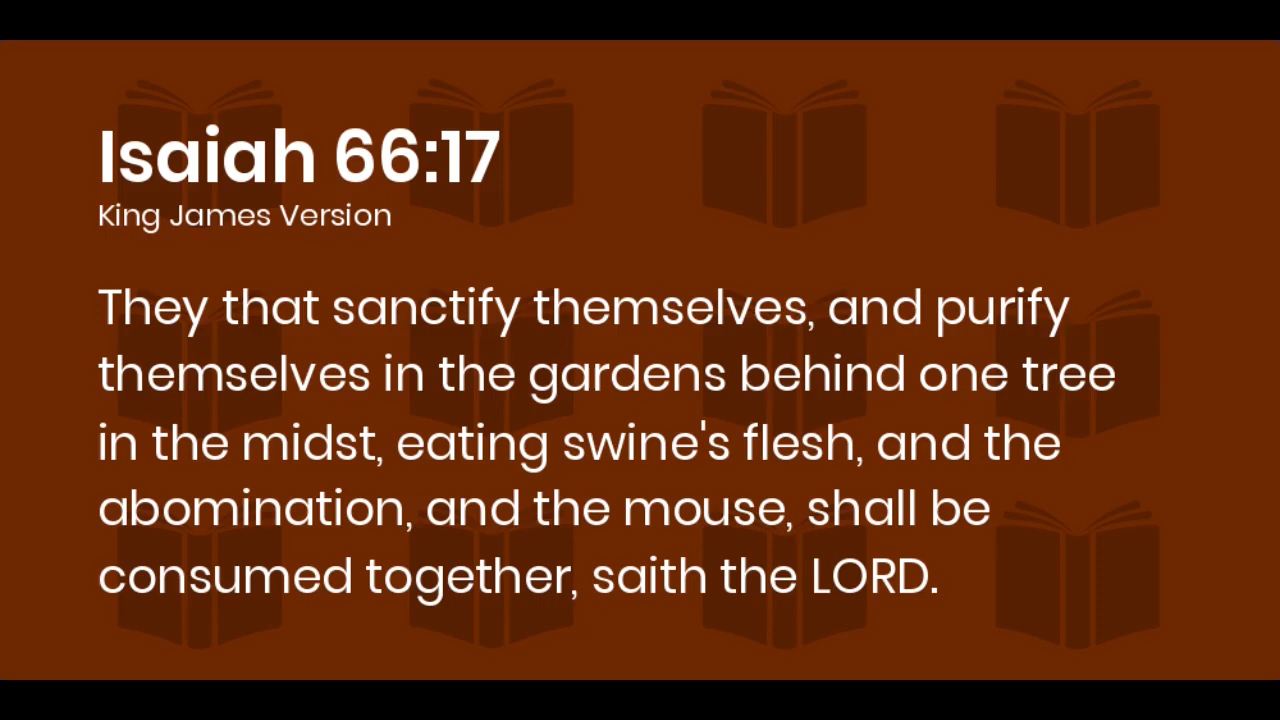 Isaiah 66:17
King James Version
They that sanctify themselves, and purify
themselves in the gardens behind one tree
in the midst, eating swine's flesh, and the
abomination, and the mouse, shall be
consumed together, saith the LORD.